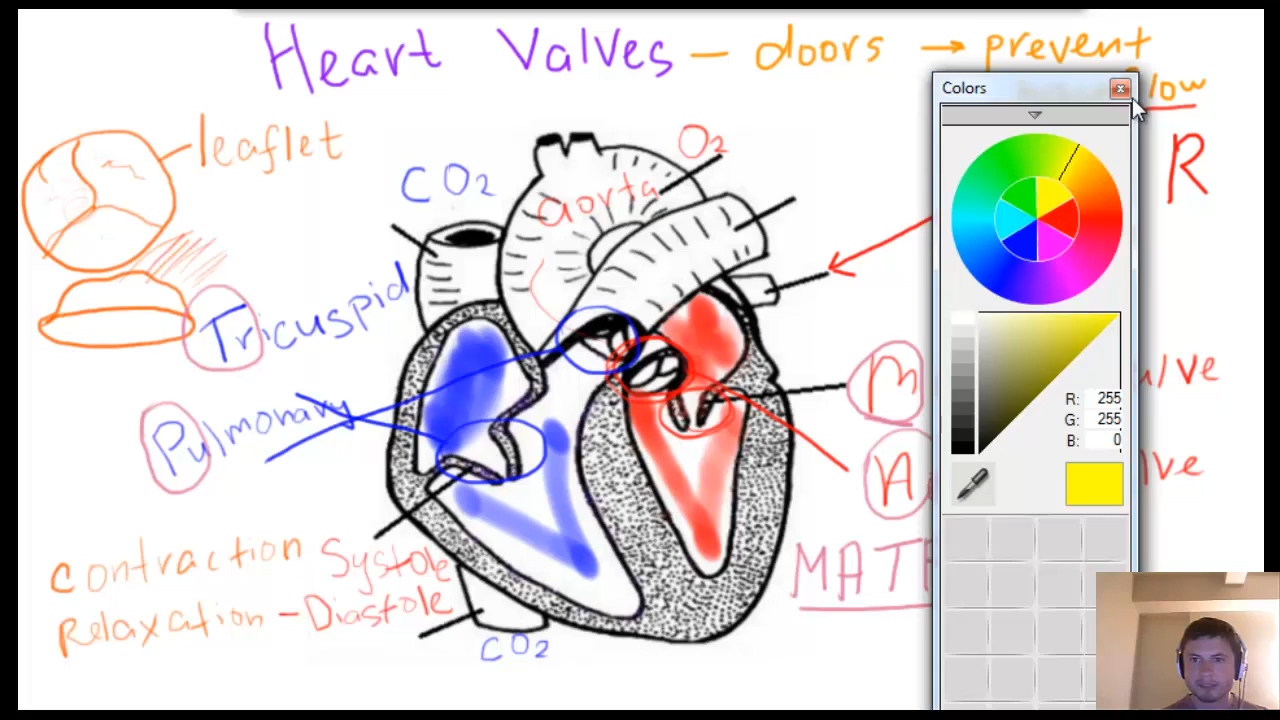 Heart Valves - doors → prevent
low
Colors
leaflet
CO2
O2
R
aorta
Tricuspid
M
lve
Pulmonary
A
lve
R: 255
G: 255
B: 0
Contraction Systole
Relaxation - Diastole
MAT
CO2